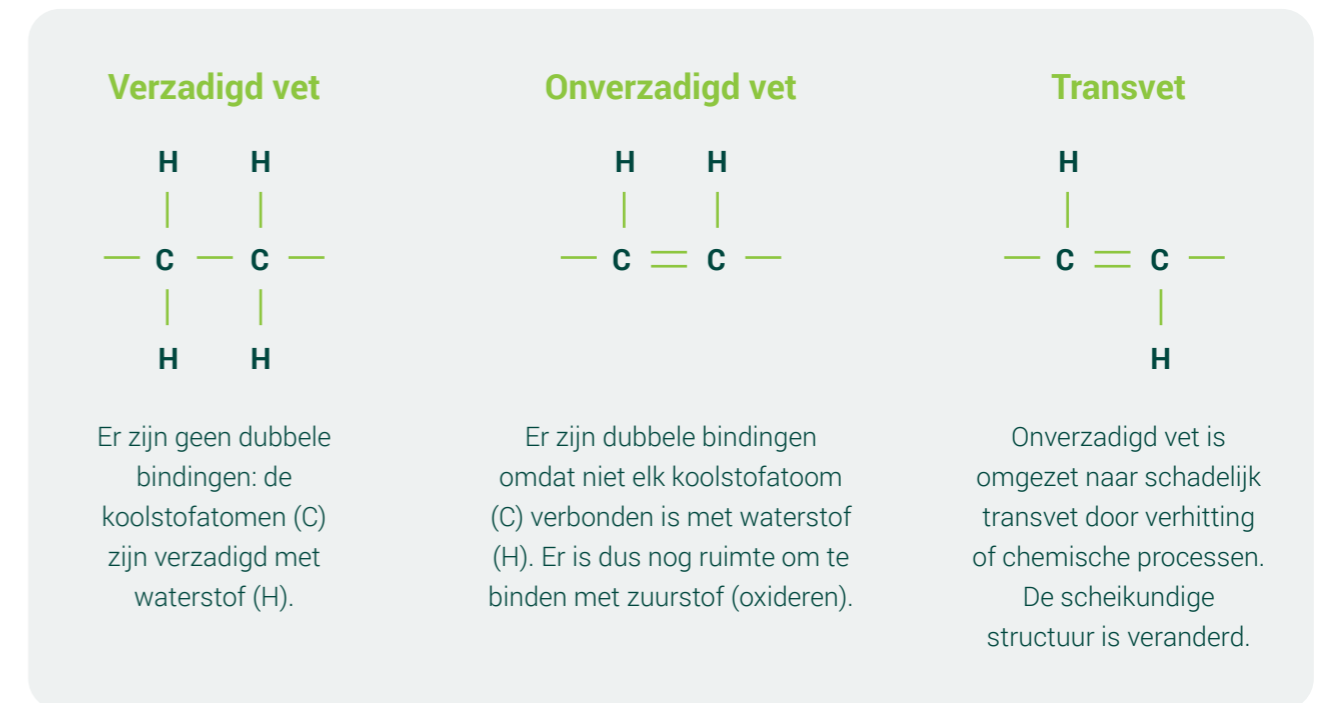 Verzadigd vet
H H
C C
H H
Er zijn geen dubbele
bindingen: de
koolstofatomen (C)
zijn verzadigd met
waterstof (H).
Onverzadigd vet
H H
C C
Er zijn dubbele bindingen
omdat niet elk koolstofatoom
(C) verbonden is met waterstof
(H). Er is dus nog ruimte om te
binden met zuurstof (oxideren).
Transvet
H
C C
H
Onverzadigd vet is
omgezet naar schadelijk
transvet door verhitting
of chemische processen.
De scheikundige
structuur is veranderd.